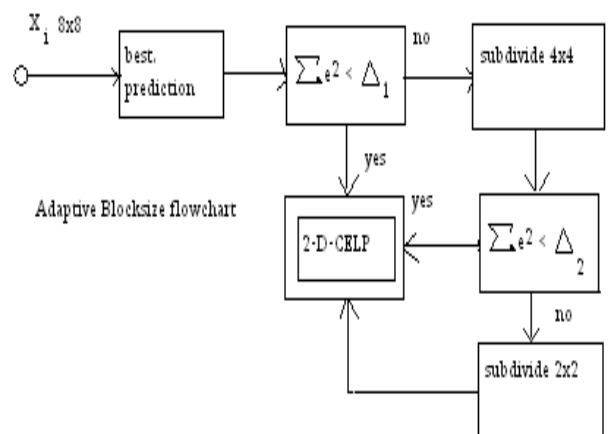 X i 8x8
best.
prediction
∑e² < Δ 1
no
subdivide 4x4
yes
Adaptive Blocksize flowchart
2-D-CELP
yes
∑e² < Δ 2
no
subdivide 2x2